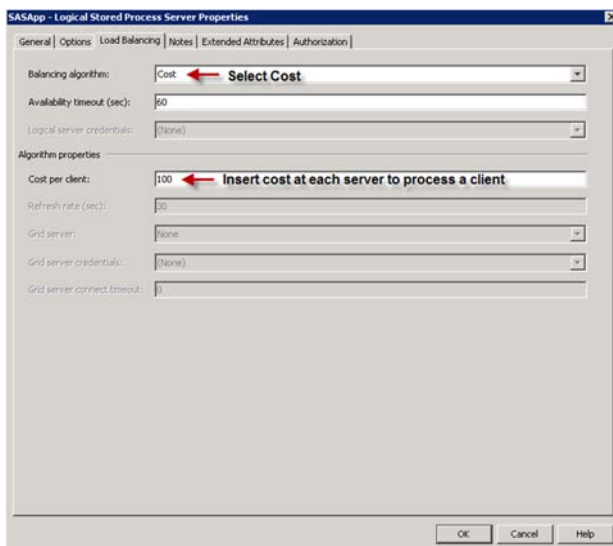 SASApp - Logical Stored Process Server Properties
General Options Load Balancing Notes Extended Attributes Authorization
Balancing algorithm: Cost Select Cost
Availability timeout (sec): 60
Logical server credentials: (None)
Algorithm properties
Cost per client: 100 Insert cost at each server to process a client
Refresh rate (sec): 30
Grid server: None
Grid server credentials: (None)
Grid server connect timeout: 0
OK Cancel Help